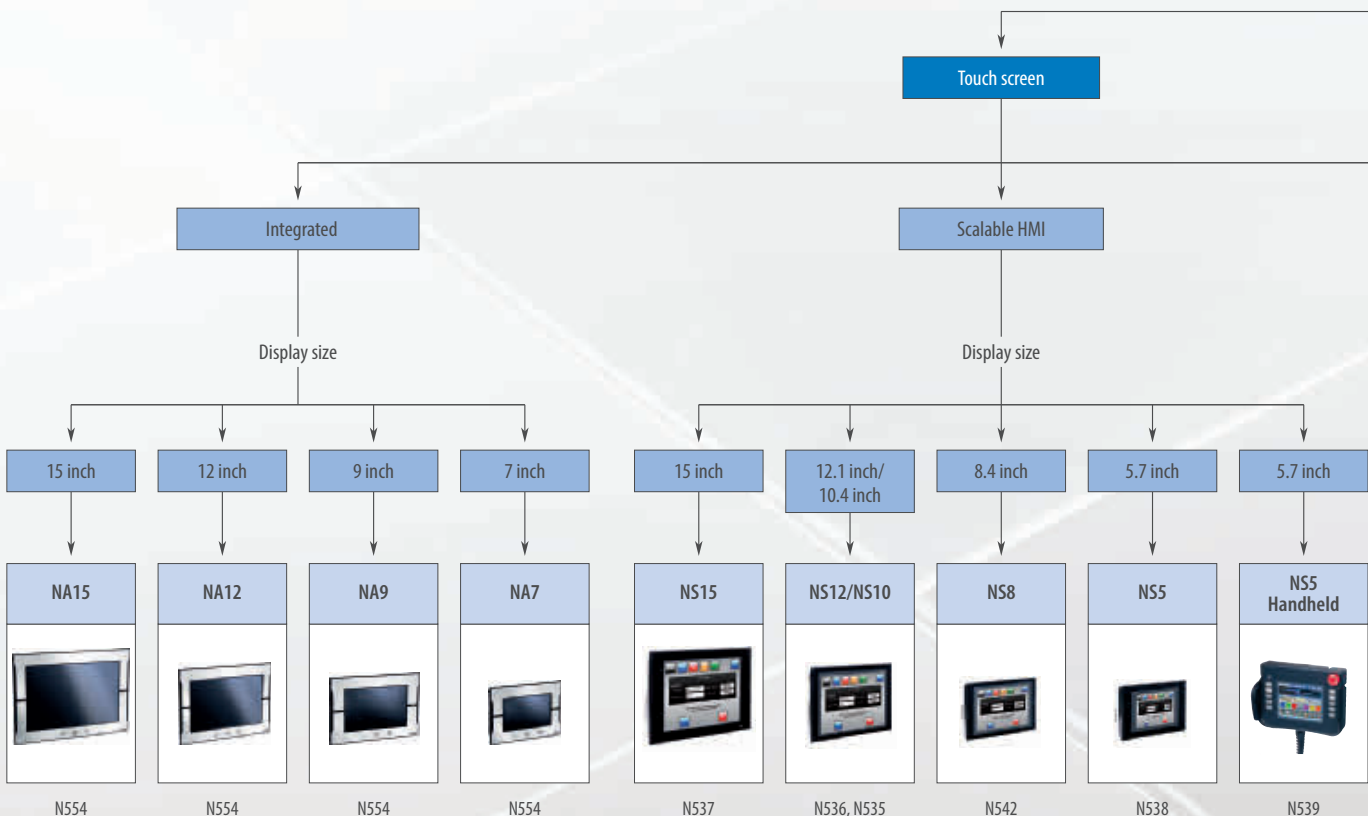 Touch screen
Integrated
Scalable HMI
Display size
Display size
15 inch
12 inch
9 inch
7 inch
15 inch
12.1 inch/
10.4 inch
8.4 inch
5.7 inch
5.7 inch
NA15
NA12
NA9
NA7
NS15
NS12/NS10
NS8
NS5
NS5
Handheld
N554
N554
N554
N554
N537
N536, N535
N542
N538
N539